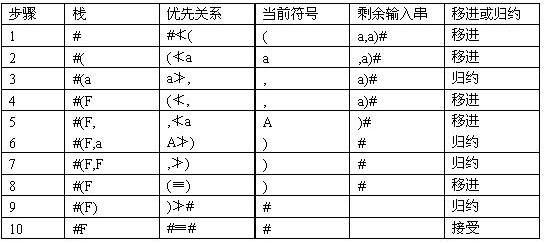 步骤 栈 优先关系 当前符号 剩余输入串 移进或归约
1 # #⋖( ( a,a)# 移进
2 #( (⋖a a ,a)# 移进
3 #(a a⋗, , a)# 归约
4 #(F (⋖, , a)# 移进
5 #(F, ,⋖a A )# 移进
6 #(F,a A⋗) ) # 归约
7 #(F,F ,⋗) ) # 归约
8 #(F (≡) ) # 移进
9 #(F) )⋗# # 归约
10 #F #≡# # 接受